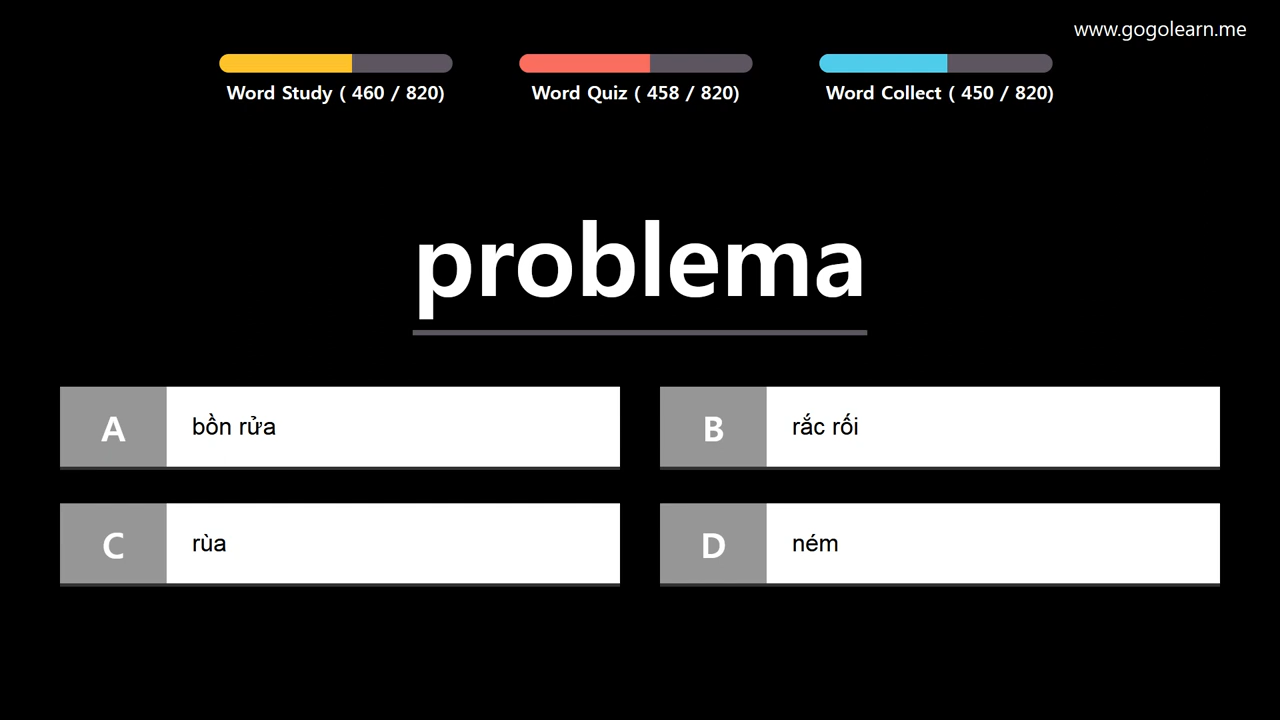 www.gogolearn.me
Word Study ( 460 / 820)
Word Quiz ( 458 / 820)
Word Collect ( 450 / 820)
problema
A bồn rửa
B rắc rối
C rùa
D ném